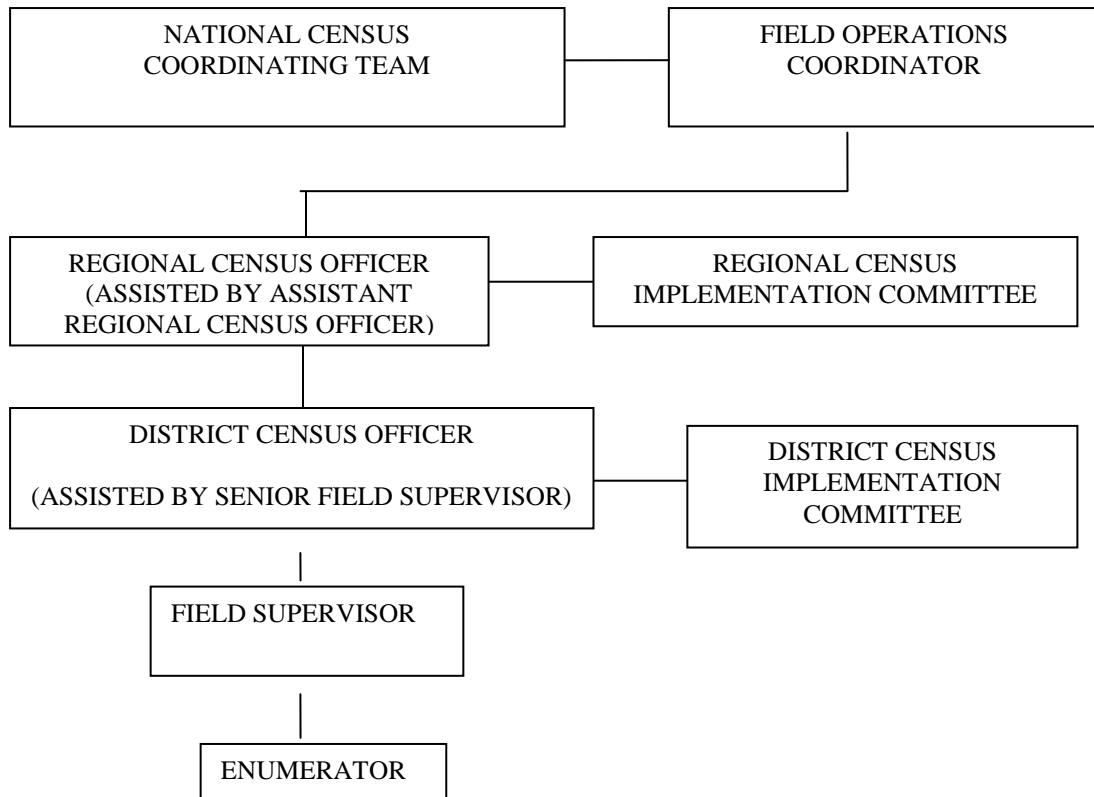 NATIONAL CENSUS
COORDINATING TEAM
FIELD OPERATIONS
COORDINATOR
REGIONAL CENSUS OFFICER
(ASSISTED BY ASSISTANT
REGIONAL CENSUS OFFICER)
REGIONAL CENSUS
IMPLEMENTATION COMMITTEE
DISTRICT CENSUS OFFICER
(ASSISTED BY SENIOR FIELD SUPERVISOR)
DISTRICT CENSUS
IMPLEMENTATION
COMMITTEE
FIELD SUPERVISOR
ENUMERATOR